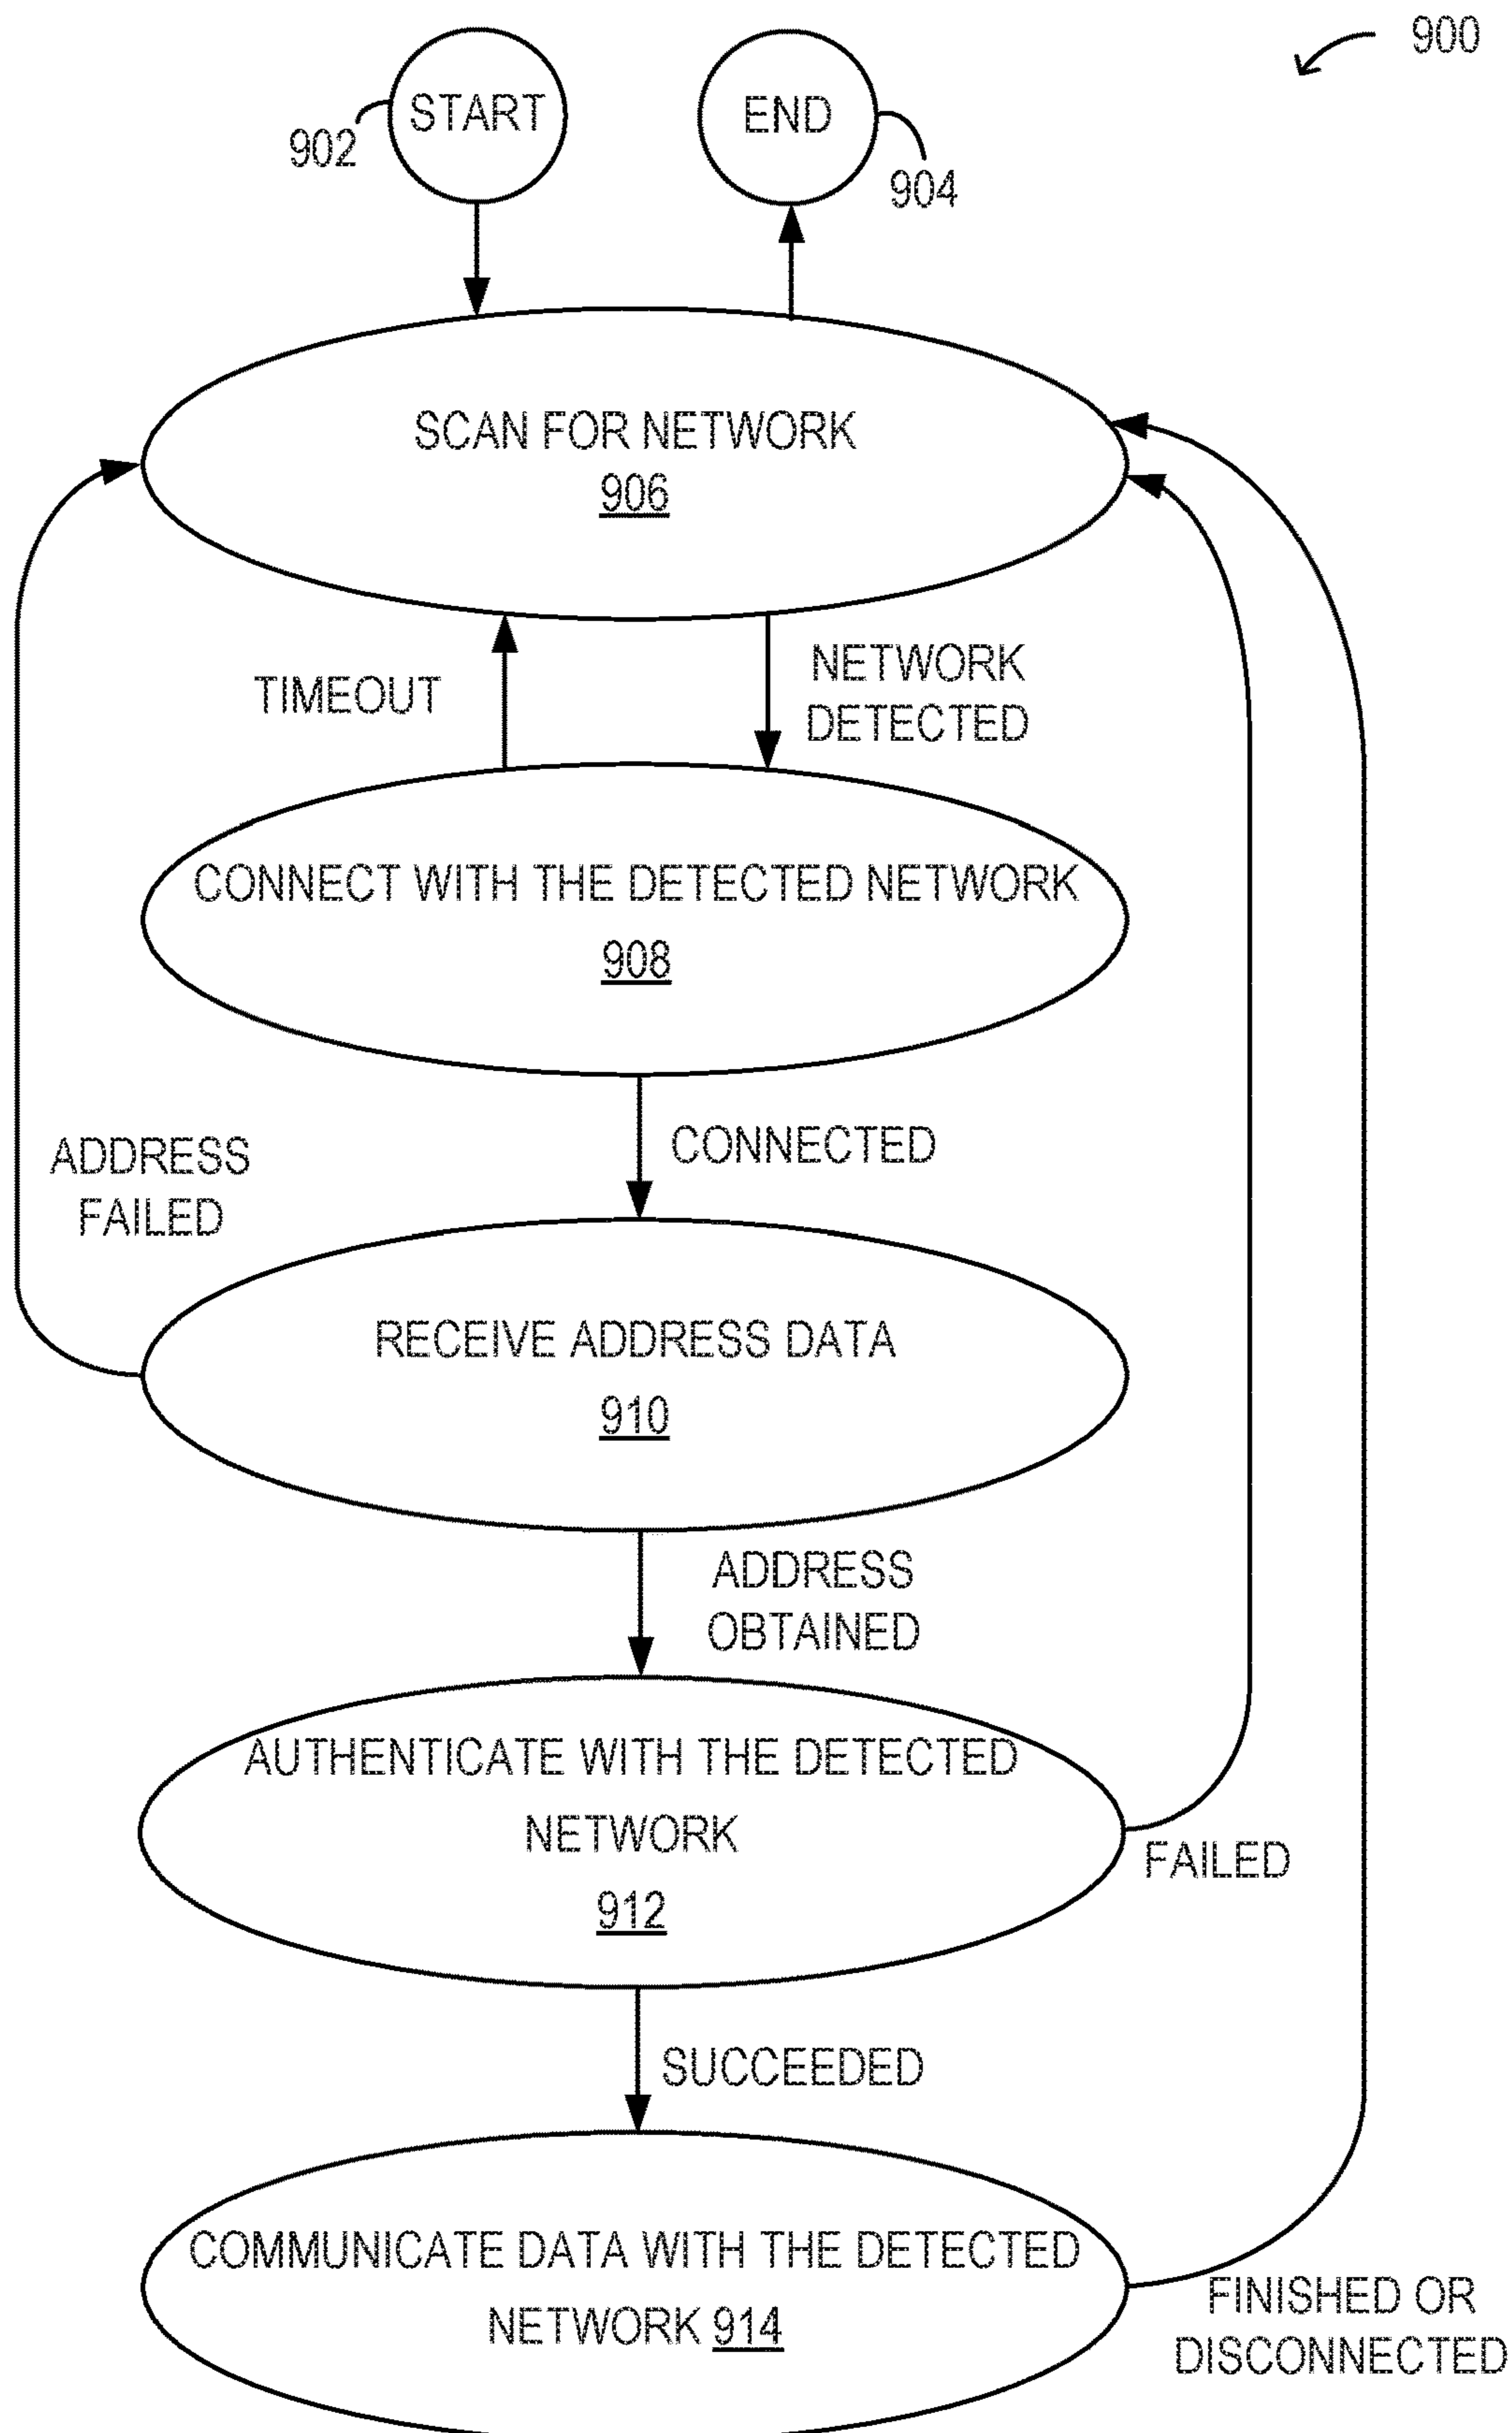 900
START
END
902
904
SCAN FOR NETWORK
906
TIMEOUT
NETWORK
DETECTED
CONNECT WITH THE DETECTED NETWORK
908
CONNECTED
ADDRESS
FAILED
RECEIVE ADDRESS DATA
910
ADDRESS
OBTAINED
AUTHENTICATE WITH THE DETECTED
NETWORK
912
FAILED
SUCCEEDED
COMMUNICATE DATA WITH THE DETECTED
NETWORK 914
FINISHED OR
DISCONNECTED